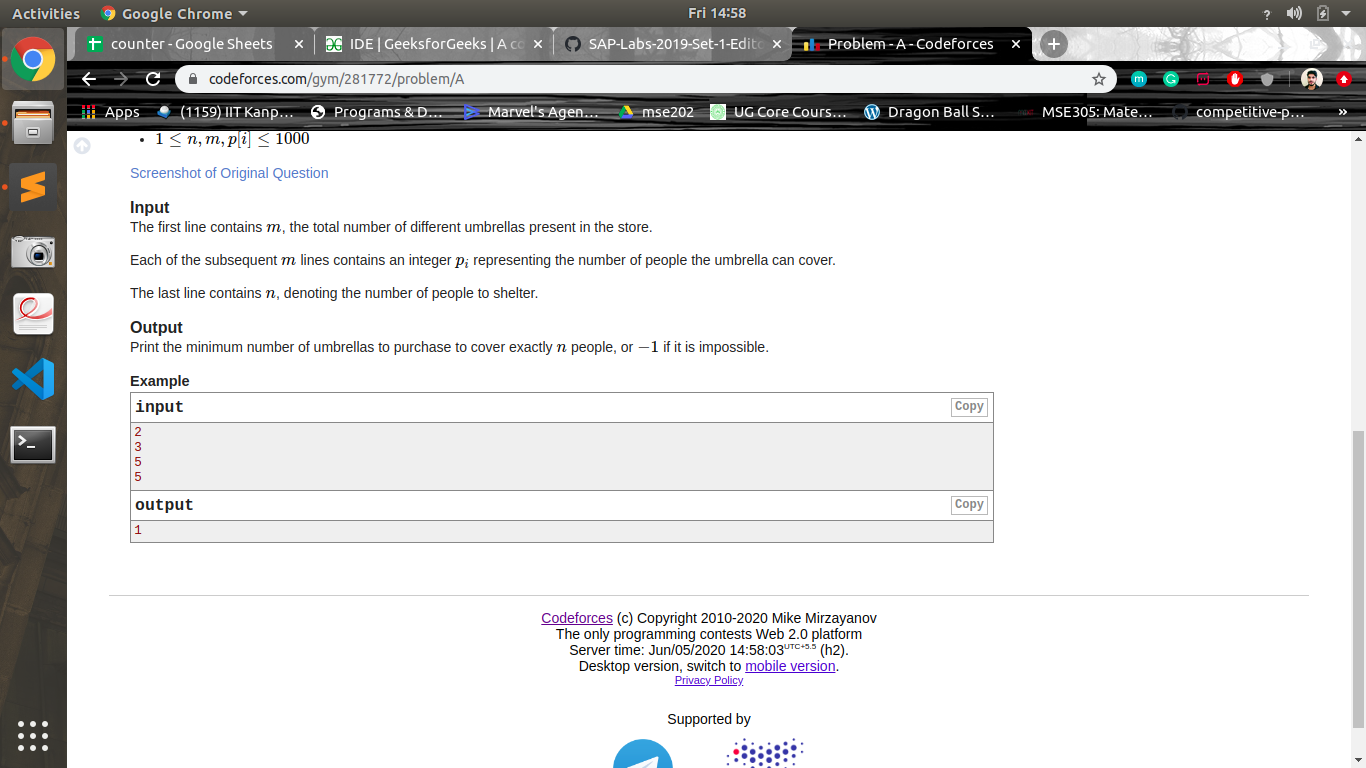 Activities
Google Chrome
Fri 14:58
?
counter - Google Sheets
IDE | GeeksforGeeks | A co
SAP-Labs-2019-Set-1-Edito
Problem - A - Codeforces
codeforces.com/gym/281772/problem/A
Apps
(1159) IIT Kanp...
Programs & D...
Marvel's Agen...
mse202
UG Core Cours...
Dragon Ball S...
MSE305: Mate...
competitive-p...
»
• 1 ≤ n, m, p[i] ≤ 1000
Screenshot of Original Question
Input
The first line contains m, the total number of different umbrellas present in the store.
Each of the subsequent m lines contains an integer pᵢ representing the number of people the umbrella can cover.
The last line contains n, denoting the number of people to shelter.
Output
Print the minimum number of umbrellas to purchase to cover exactly n people, or −1 if it is impossible.
Example
input
Copy
2
3
5
5
output
Copy
1
Codeforces (c) Copyright 2010-2020 Mike Mirzayanov
The only programming contests Web 2.0 platform
Server time: Jun/05/2020 14:58:03UTC+5.5 (h2).
Desktop version, switch to mobile version.
Privacy Policy
Supported by